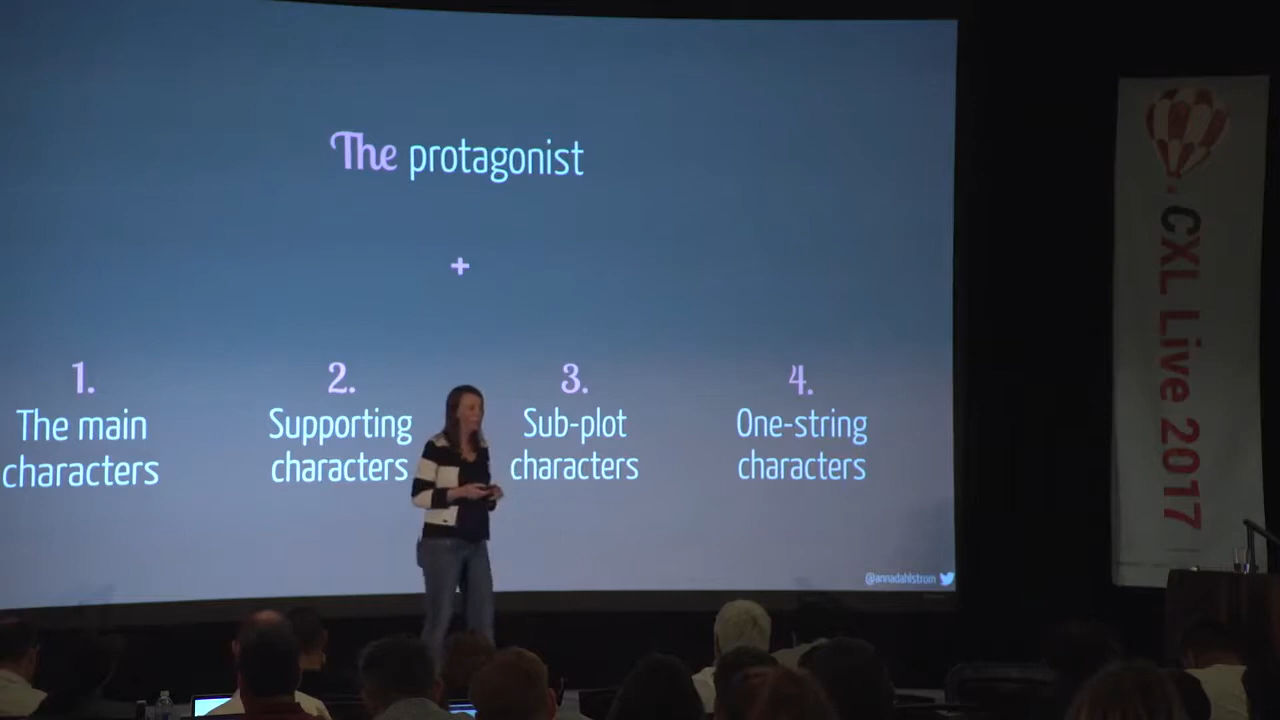 The protagonist
+
1.
The main
characters
2.
Supporting
characters
3.
Sub-plot
characters
4.
One-string
characters
@annadahlstrom
CXL Live 2017